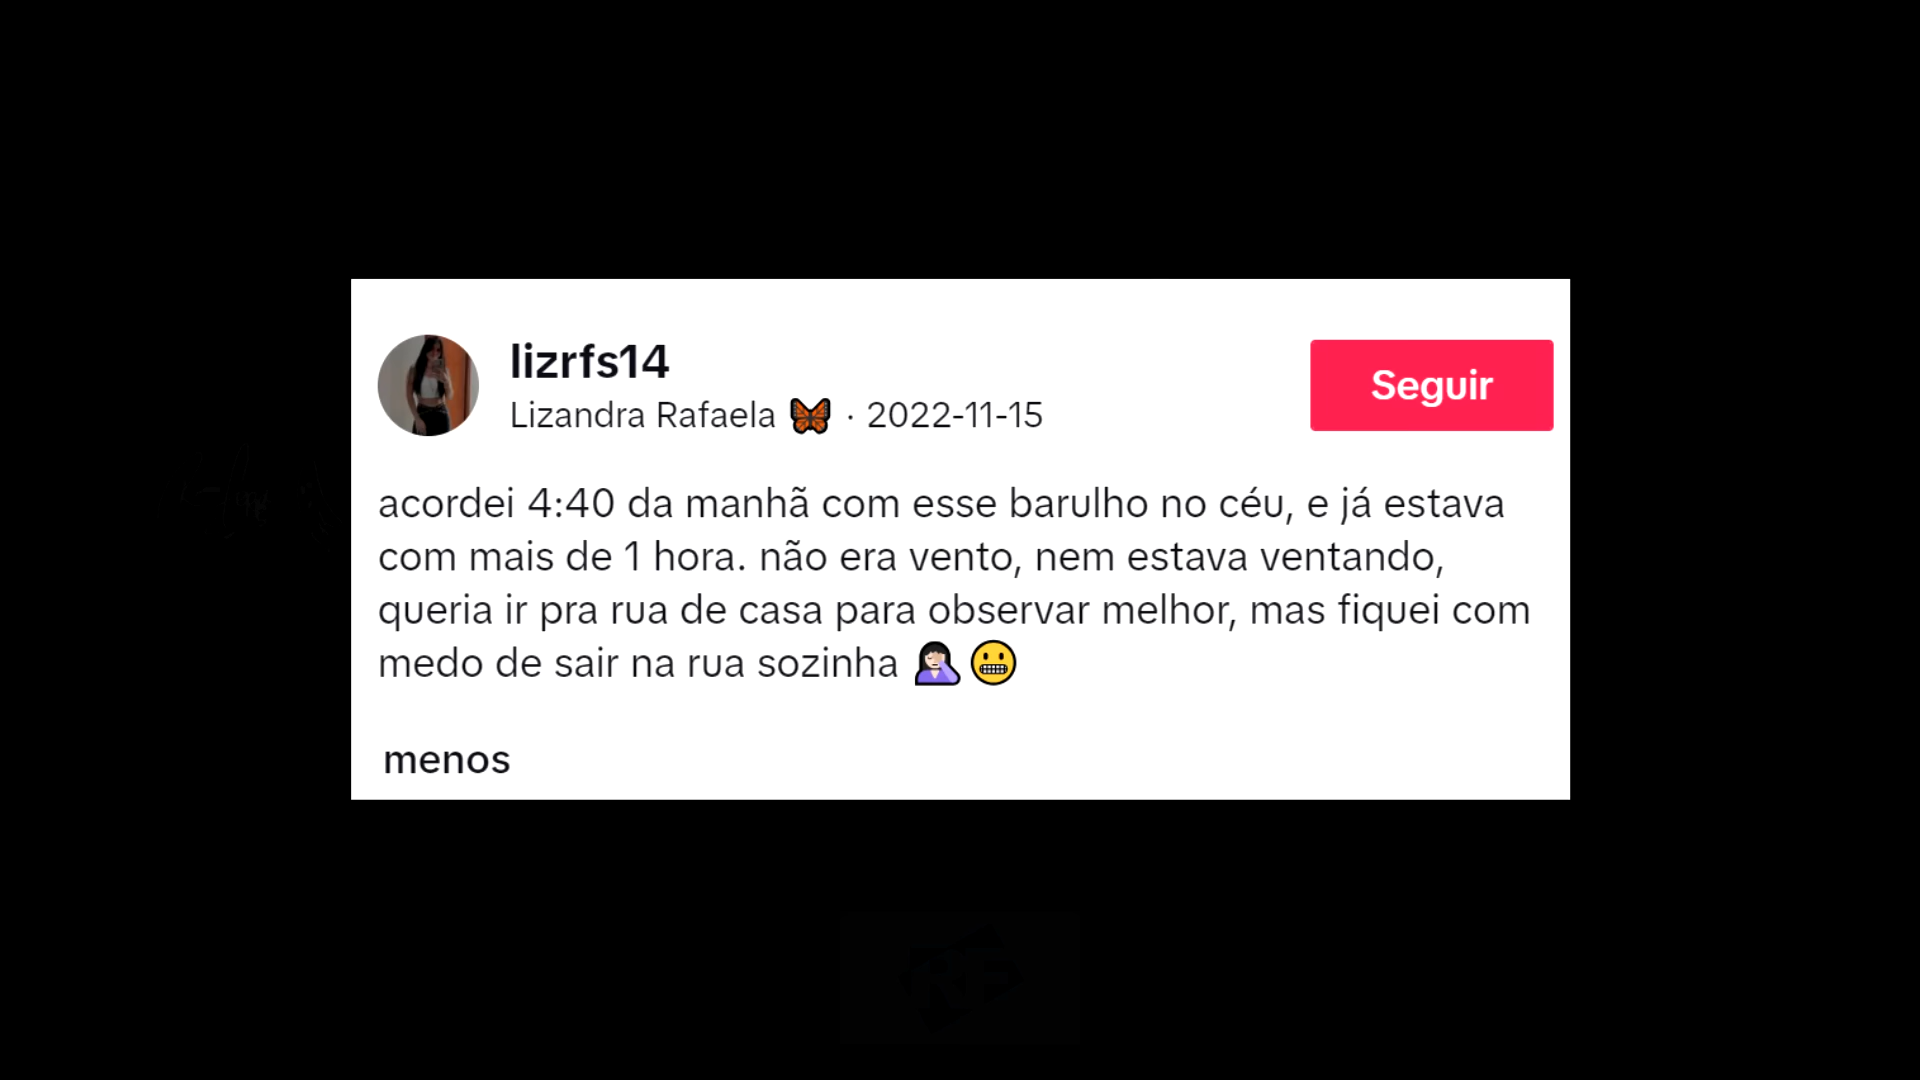 lizrfs14
Lizandra Rafaela 🦋 · 2022-11-15
Seguir
acordei 4:40 da manhã com esse barulho no céu, e já estava
com mais de 1 hora. não era vento, nem estava ventando,
queria ir pra rua de casa para observar melhor, mas fiquei com
medo de sair na rua sozinha 🤦🏻‍♀️😬
menos